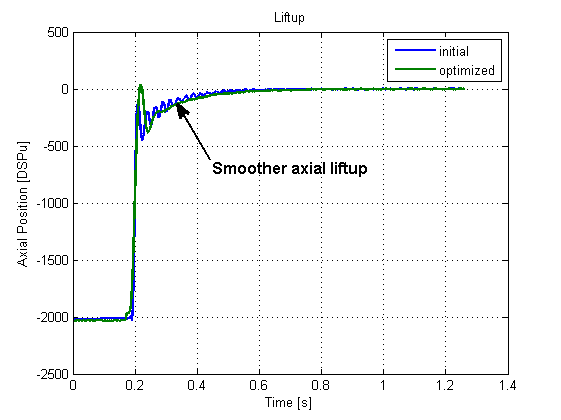 Liftup
500
0
-500
-1000
-1500
-2000
-2500
Axial Position [DSPu]
initial
optimized
Smoother axial liftup
0
0.2
0.4
0.6
0.8
1
1.2
1.4
Time [s]